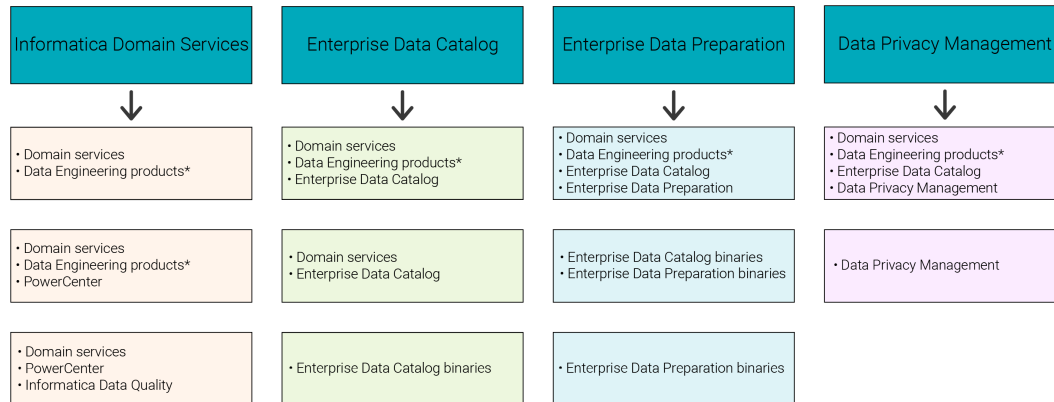 Informatica Domain Services
Enterprise Data Catalog
Enterprise Data Preparation
Data Privacy Management
• Domain services
• Data Engineering products*
• Domain services
• Data Engineering products*
• Enterprise Data Catalog
• Domain services
• Data Engineering products*
• Enterprise Data Catalog
• Enterprise Data Preparation
• Domain services
• Data Engineering products*
• Enterprise Data Catalog
• Data Privacy Management
• Domain services
• Data Engineering products*
• PowerCenter
• Domain services
• Enterprise Data Catalog
• Enterprise Data Catalog binaries
• Enterprise Data Preparation binaries
• Data Privacy Management
• Domain services
• PowerCenter
• Informatica Data Quality
• Enterprise Data Catalog binaries
• Enterprise Data Preparation binaries